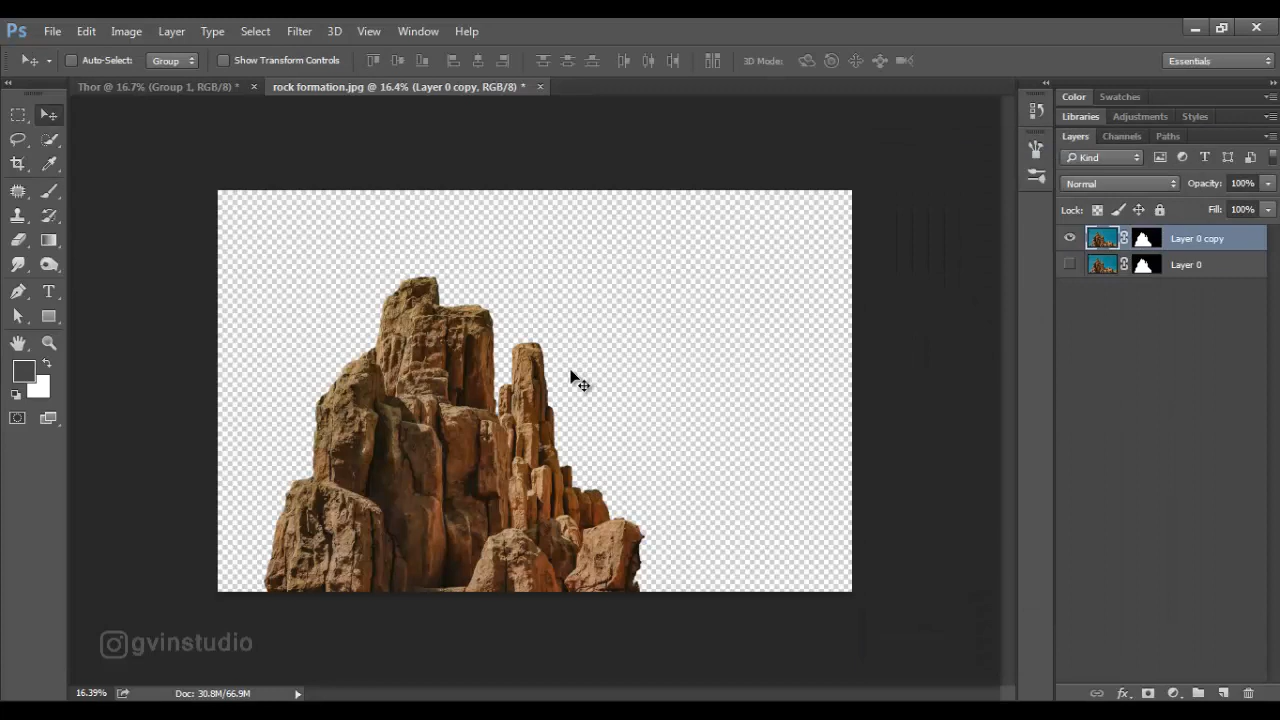 Ps File Edit Image Layer Type Select Filter 3D View Window Help
Auto-Select: Group Show Transform Controls 3D Mode: Essentials
Thor @ 16.7% (Group 1, RGB/8) * × rock formation.jpg @ 16.4% (Layer 0 copy, RGB/8) * ×
Color Swatches
Libraries Adjustments Styles
Layers Channels Paths
Kind
Normal Opacity: 100%
Lock: Fill: 100%
Layer 0 copy
Layer 0
gvinstudio
16.39% Doc: 30.8M/66.9M